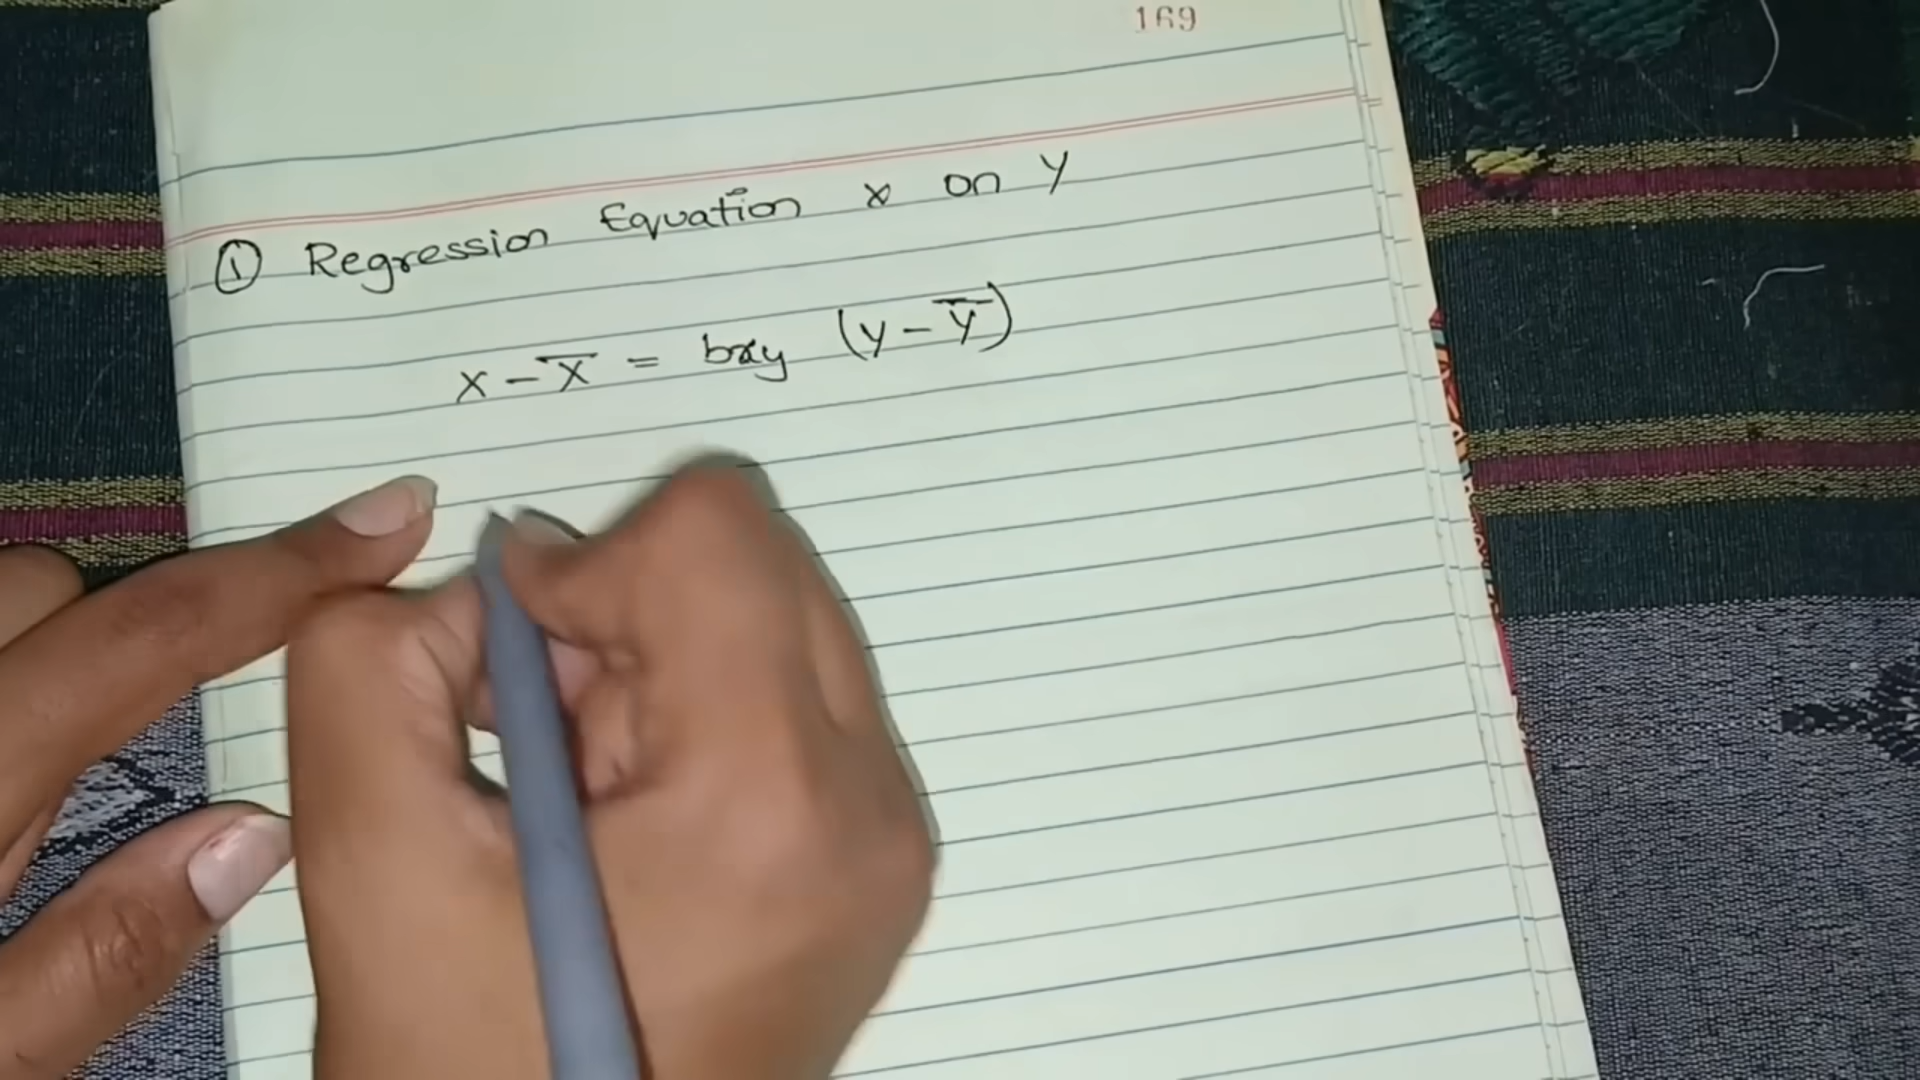 169
① Regression Equation x on y
x - x̅ = bxy (y - y̅)